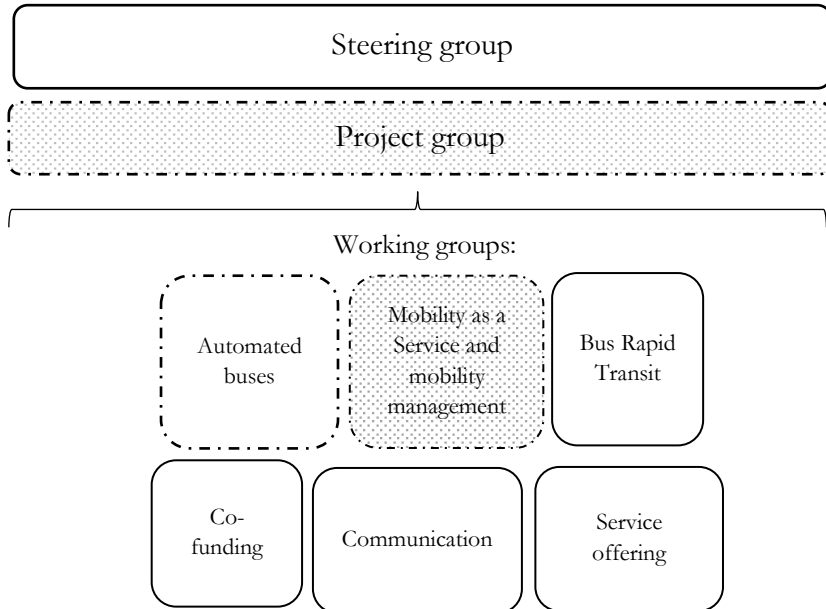 Steering group
Project group
Working groups:
Automated
buses
Mobility as a
Service and
mobility
management
Bus Rapid
Transit
Co-
funding
Communication
Service
offering